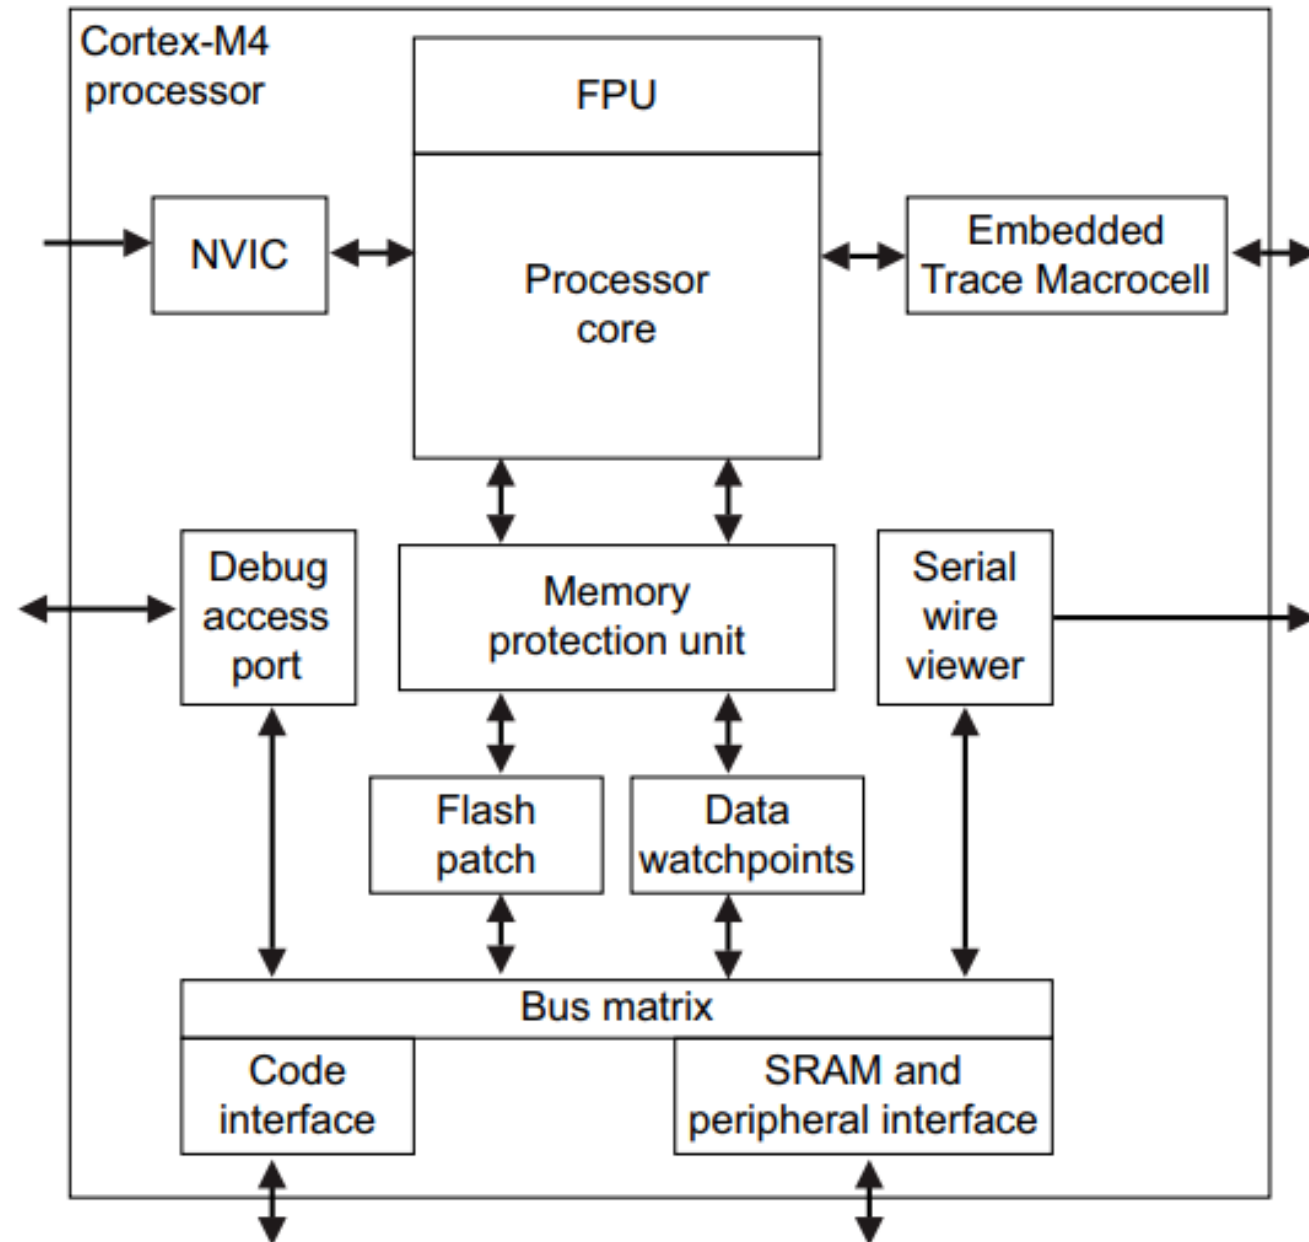 Cortex-M4
processor
FPU
NVIC
Processor
core
Embedded
Trace Macrocell
Debug
access
port
Memory
protection unit
Serial
wire
viewer
Flash
patch
Data
watchpoints
Bus matrix
Code
interface
SRAM and
peripheral interface